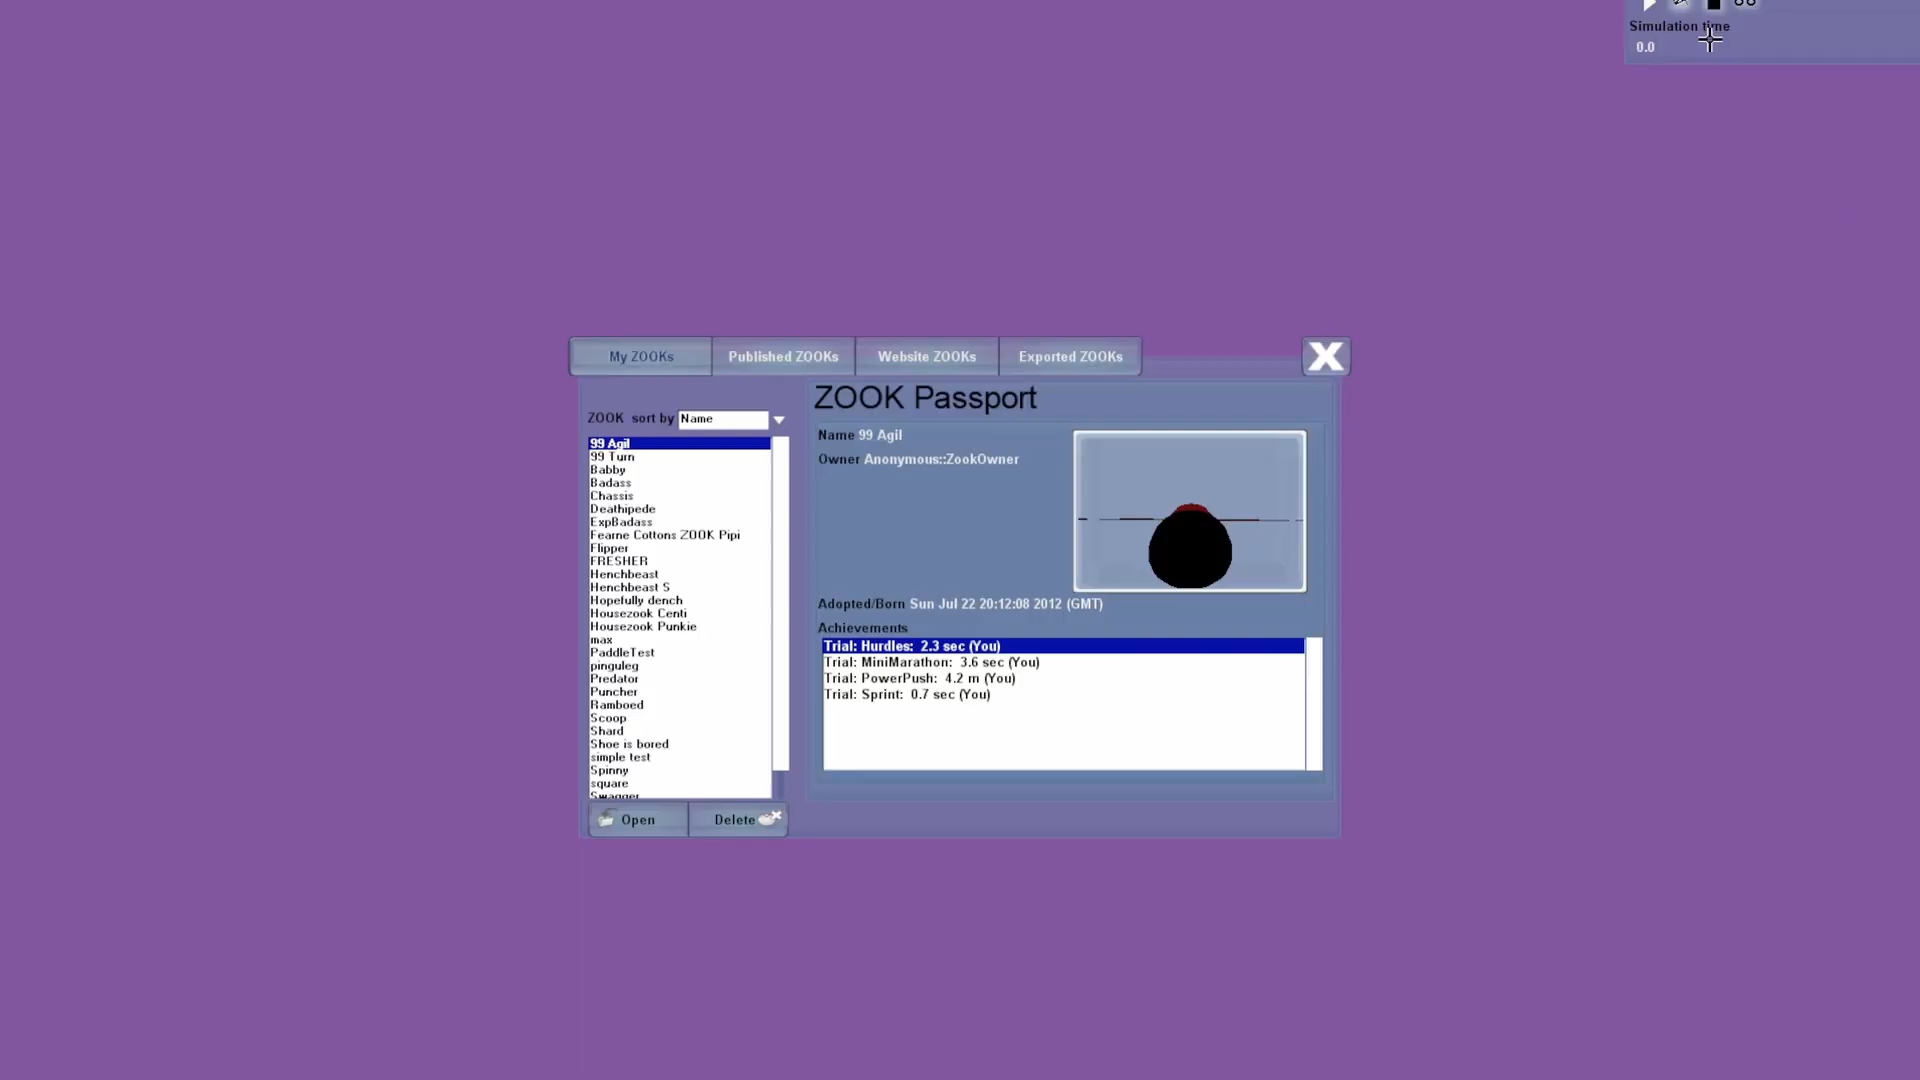 Simulation time
0.0
My ZOOKs
Published ZOOKs
Website ZOOKs
Exported ZOOKs
X
ZOOK Passport
ZOOK sort by Name
Name 99 Agil
Owner Anonymous::ZookOwner
99 Agil
99 Turn
Babby
Badass
Chassis
Deathipede
ExpBadass
Fearne Cottons ZOOK Pipi
Flipper
FRESHER
Henchbeast
Henchbeast S
Hopefully dench
Housezook Centi
Housezook Punkie
max
PaddleTest
pinguleg
Predator
Puncher
Ramboed
Scoop
Shard
Shoe is bored
simple test
Spinny
square
Swagger
Adopted/Born Sun Jul 22 20:12:08 2012 (GMT)
Achievements
Trial: Hurdles: 2.3 sec (You)
Trial: MiniMarathon: 3.6 sec (You)
Trial: PowerPush: 4.2 m (You)
Trial: Sprint: 0.7 sec (You)
Open
Delete